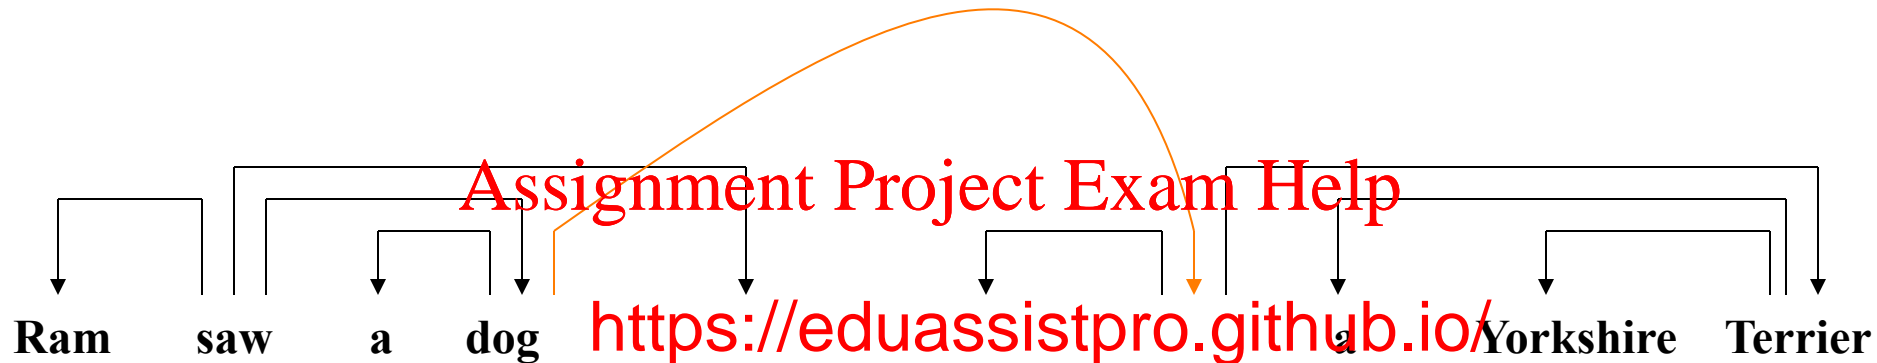 Assignment Project Exam Help
Ram saw a dog https://eduassistpro.github.io/ a Yorkshire Terrier